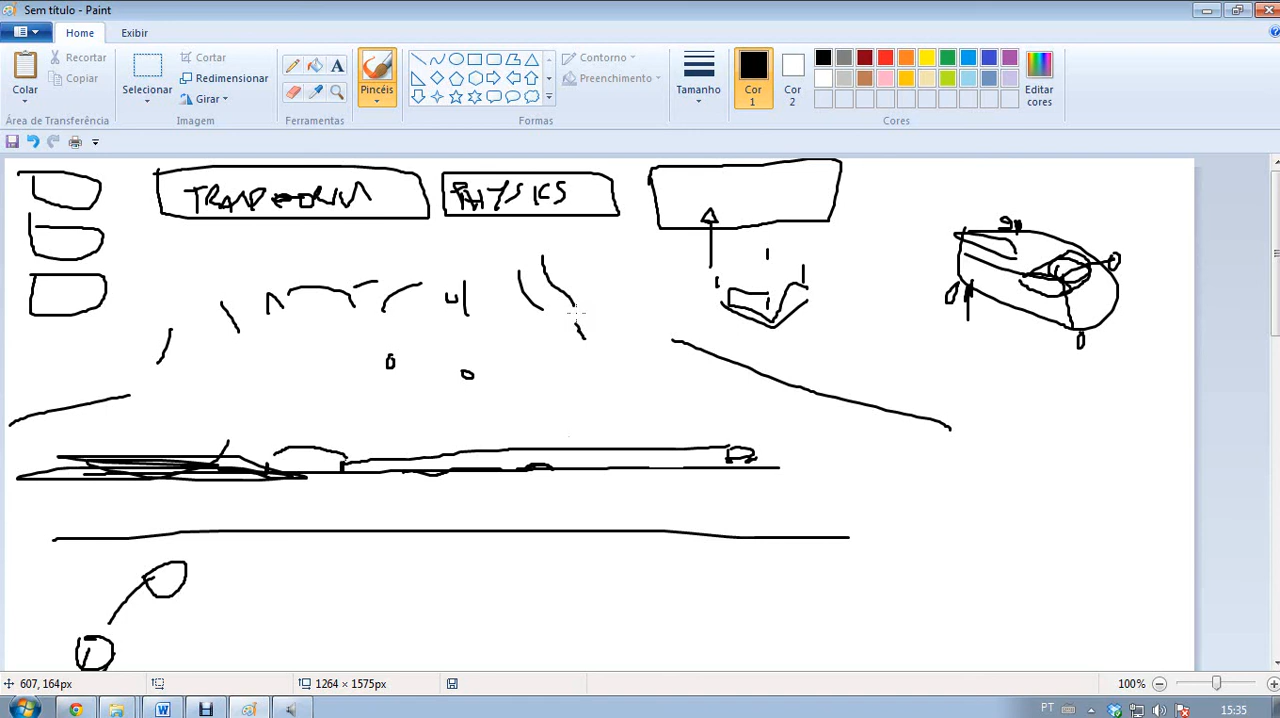 Sem título - Paint
Home Exibir
Colar
Recortar
Copiar
Área de Transferência
Selecionar
Cortar
Redimensionar
Girar
Imagem
A
Ferramentas
Pincéis
Contorno
Preenchimento
Formas
Tamanho
Cor 1
Cor 2
Editar cores
Cores
PHYSICS
607, 164px
1264 × 1575px
100%
PT
15:35